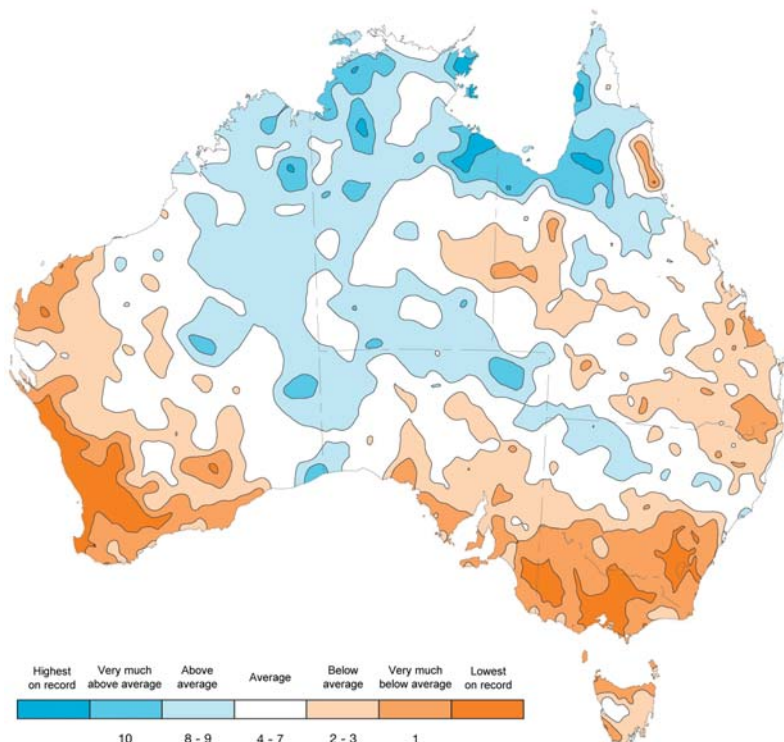 Highest
on record
Very much
above average
Above
average
Average
Below
average
Very much
below average
Lowest
on record
10
8 - 9
4 - 7
2 - 3
1